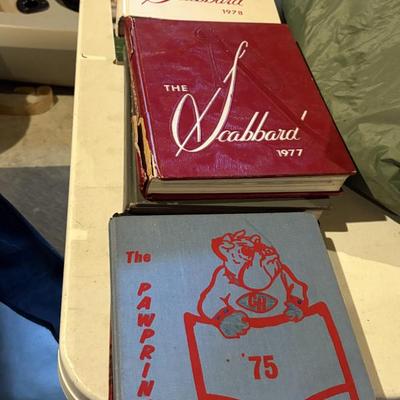 Scabbard
1978
THE
Scabbard
1977
The
PAWPRIN
'75